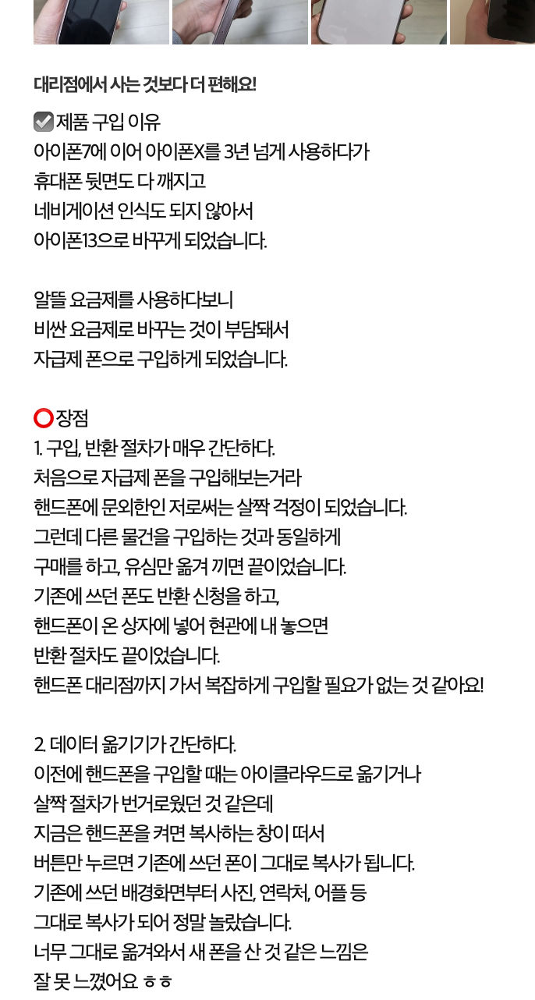 대리점에서 사는 것보다 더 편해요!
✅ 제품 구입 이유
아이폰7에 이어 아이폰X를 3년 넘게 사용하다가
휴대폰 뒷면도 다 깨지고
네비게이션 인식도 되지 않아서
아이폰13으로 바꾸게 되었습니다.
알뜰 요금제를 사용하다보니
비싼 요금제로 바꾸는 것이 부담돼서
자급제 폰으로 구입하게 되었습니다.
⭕ 장점
1. 구입, 반환 절차가 매우 간단하다.
처음으로 자급제 폰을 구입해보는거라
핸드폰에 문외한인 저로써는 살짝 걱정이 되었습니다.
그런데 다른 물건을 구입하는 것과 동일하게
구매를 하고, 유심만 옮겨 끼면 끝이었습니다.
기존에 쓰던 폰도 반환 신청을 하고,
핸드폰이 온 상자에 넣어 현관에 내 놓으면
반환 절차도 끝이었습니다.
핸드폰 대리점까지 가서 복잡하게 구입할 필요가 없는 것 같아요!
2. 데이터 옮기기가 간단하다.
이전에 핸드폰을 구입할 때는 아이클라우드로 옮기거나
살짝 절차가 번거로웠던 것 같은데
지금은 핸드폰을 켜면 복사하는 창이 떠서
버튼만 누르면 기존에 쓰던 폰이 그대로 복사가 됩니다.
기존에 쓰던 배경화면부터 사진, 연락처, 어플 등
그대로 복사가 되어 정말 놀랐습니다.
너무 그대로 옮겨와서 새 폰을 산 것 같은 느낌은
잘 못 느꼈어요 ㅎㅎ